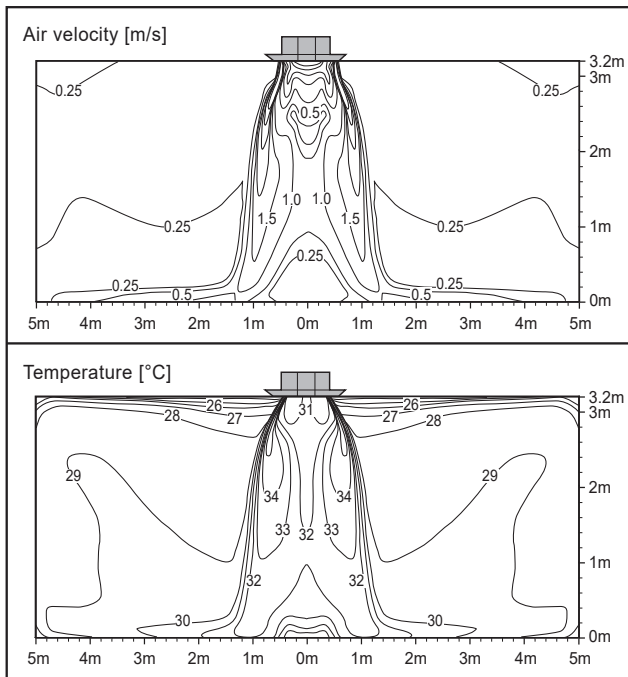 Air velocity [m/s]
3.2m
3m
0.25 0.25
0.5
2m
1.0 1.0
1.5 1.5
0.25 0.25
1m
0.25
0.25 0.25
0.5 0.5
0m
5m 4m 3m 2m 1m 0m 1m 2m 3m 4m 5m
Temperature [°C]
3.2m
31
26 26
3m
27 27
28 28
29 29
34 34
2m
33 32 33
1m
32 32
30 30
0m
5m 4m 3m 2m 1m 0m 1m 2m 3m 4m 5m